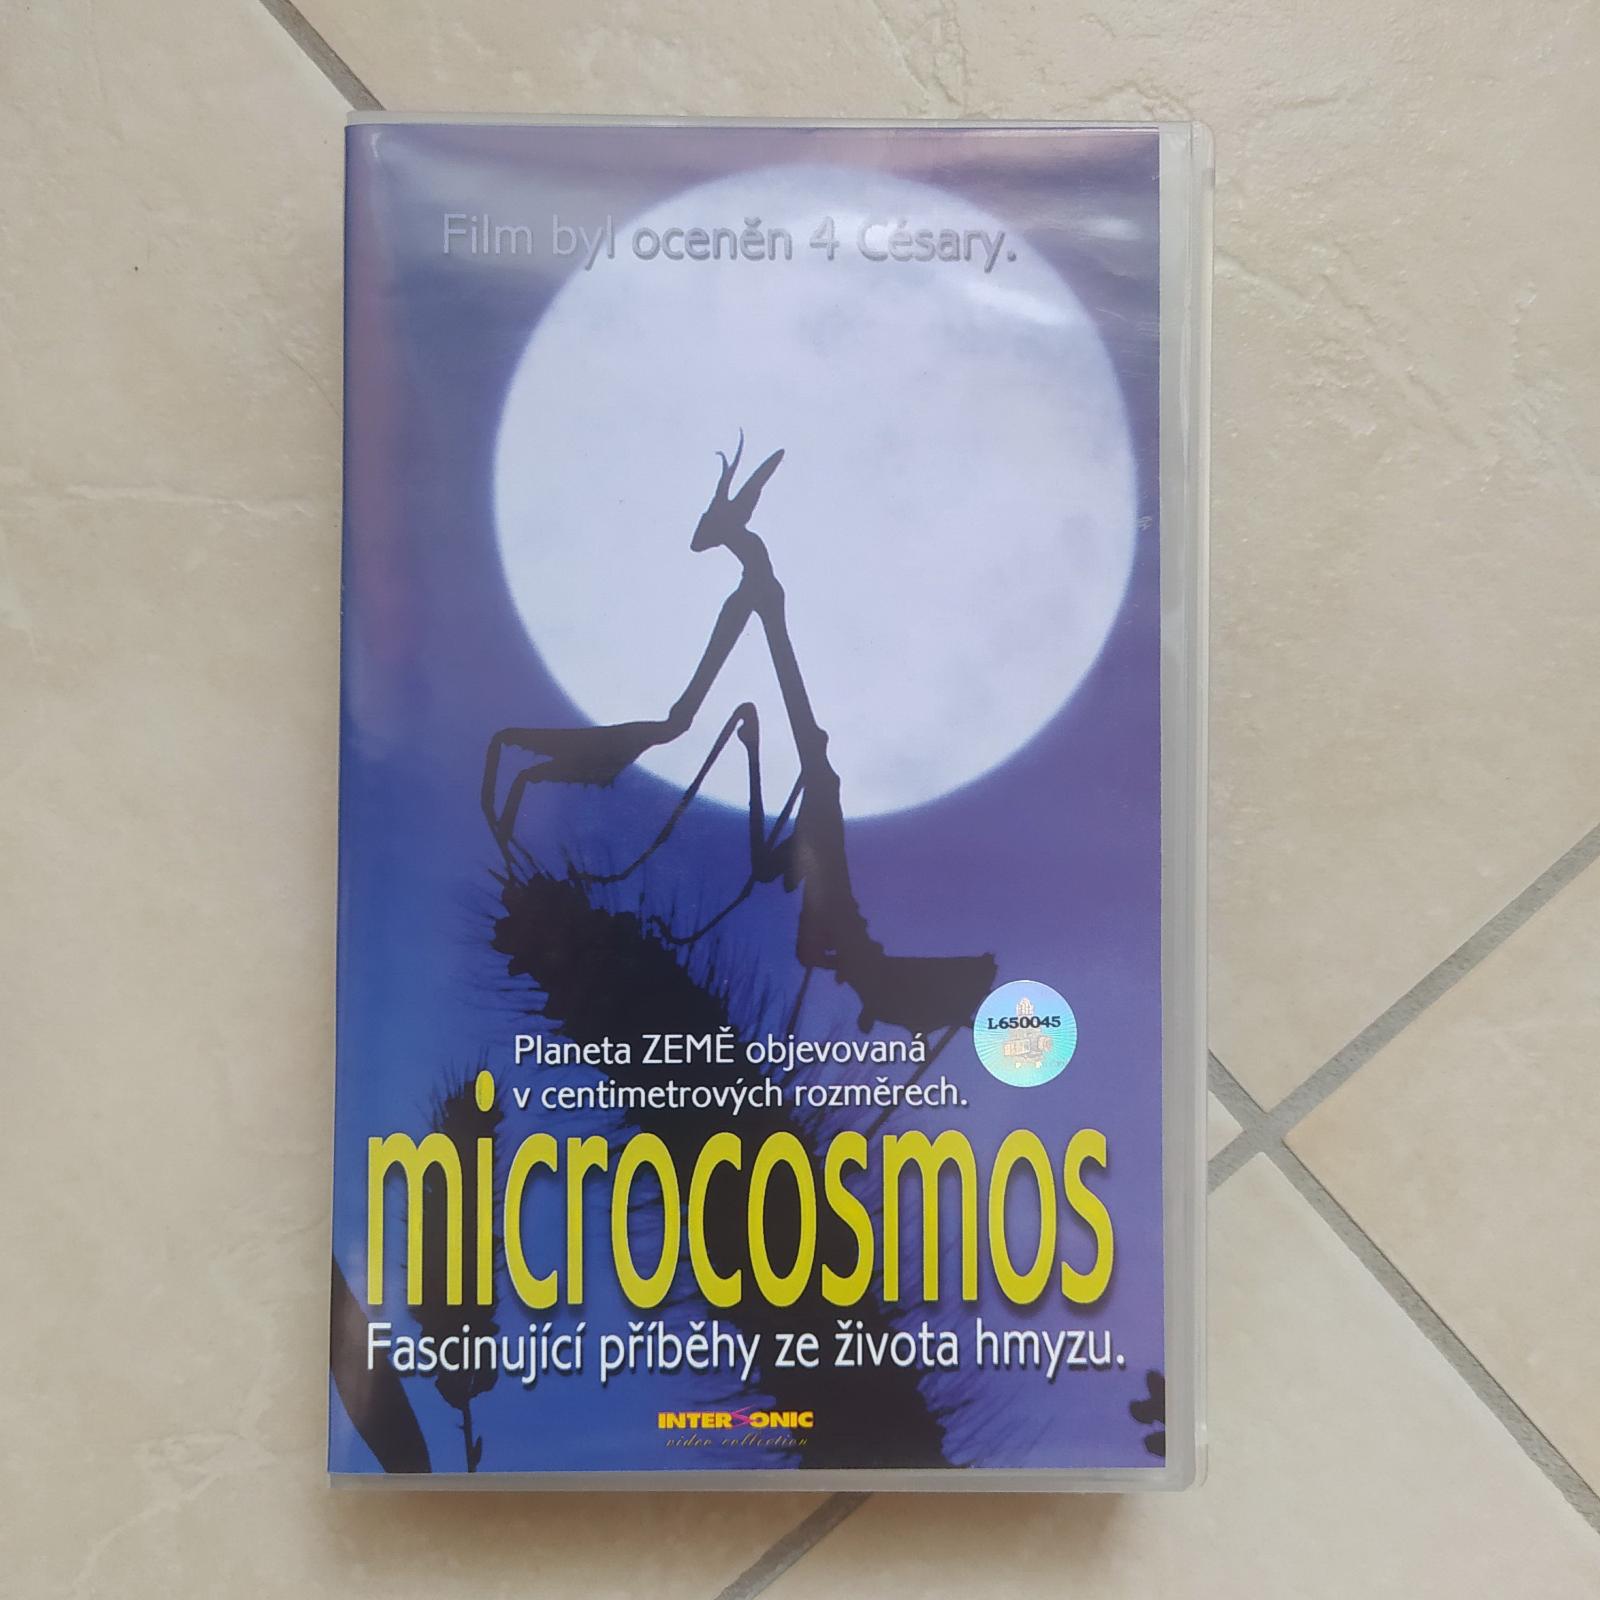 Film byl oceněn 4 Césary.
L650045
Planeta ZEMĚ objevovaná
v centimetrových rozměrech.
microcosmos
Fascinující příběhy ze života hmyzu.
INTERSONIC
video collection